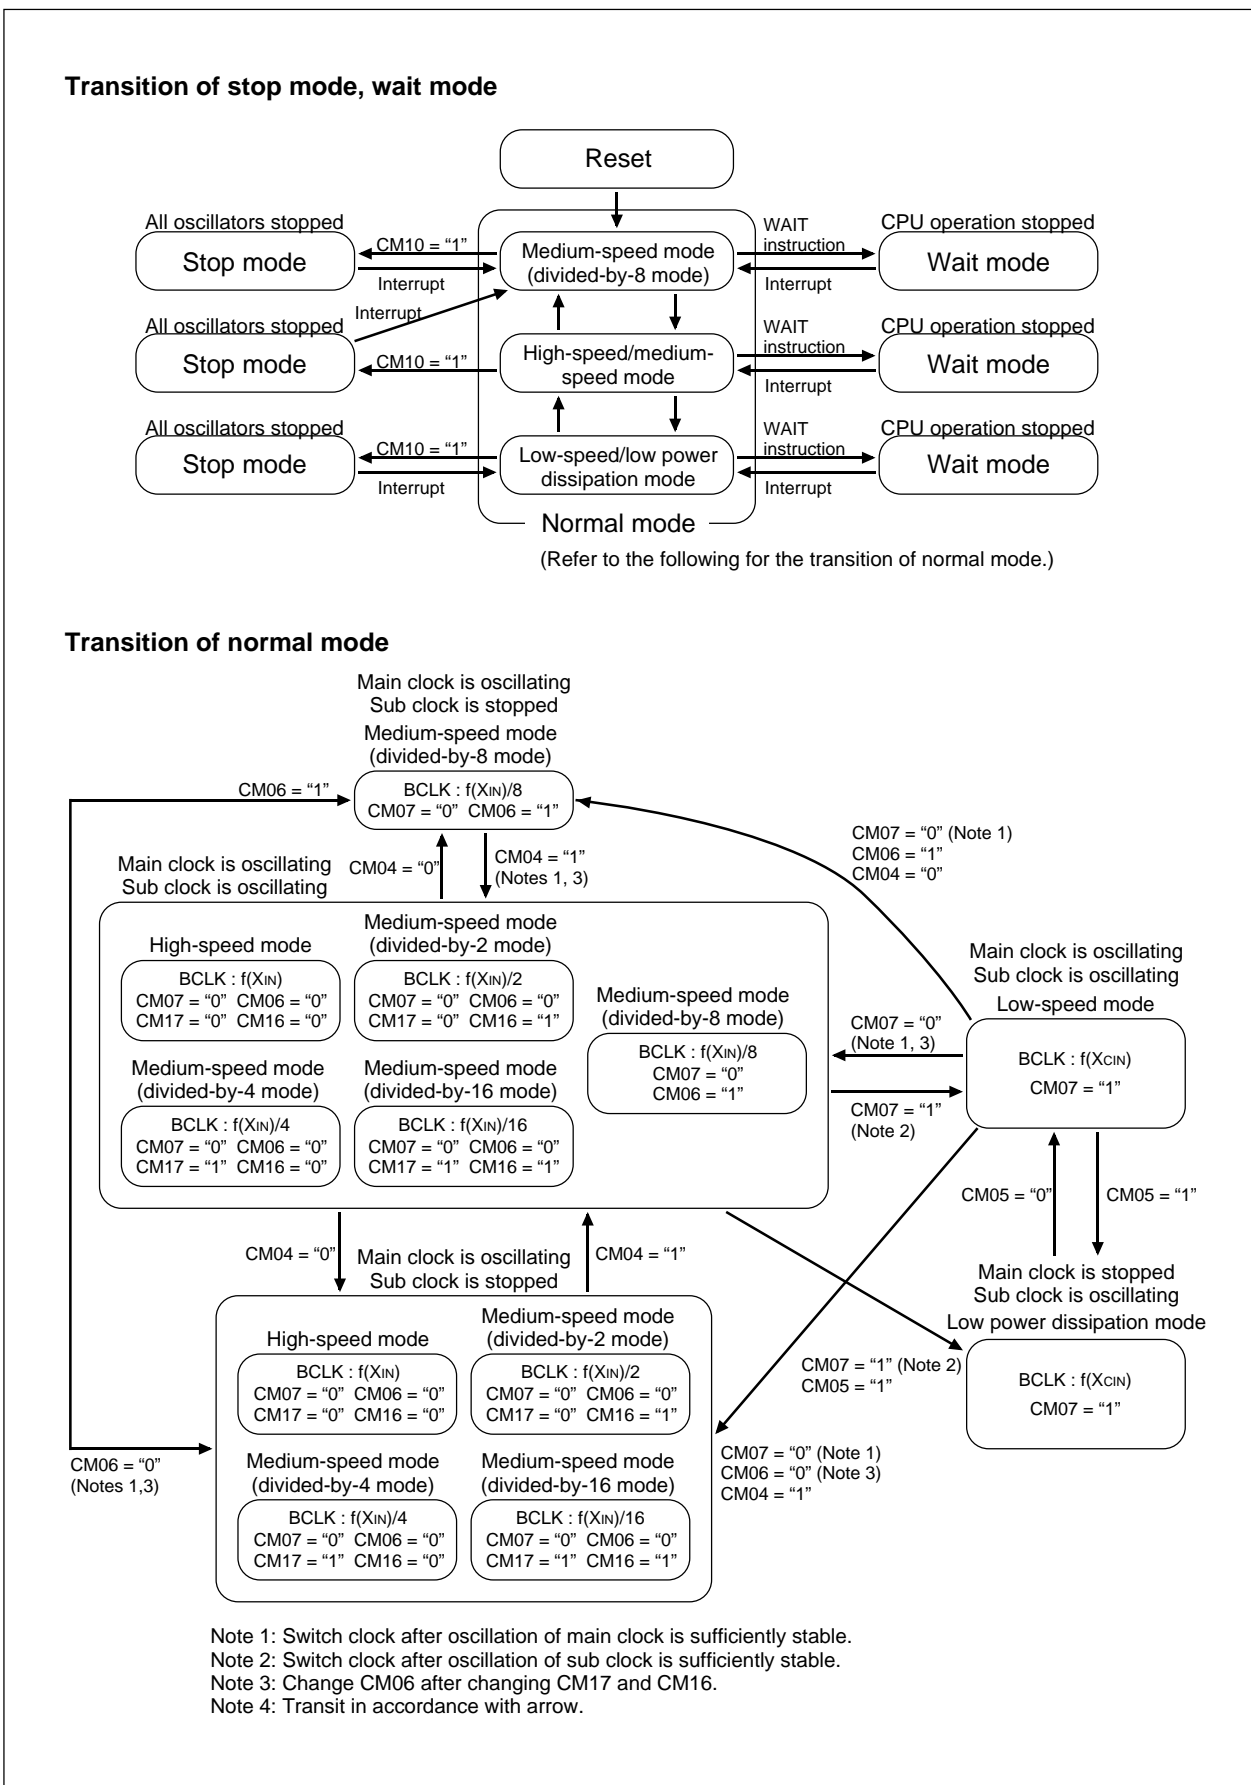 Transition of stop mode, wait mode
Reset
All oscillators stopped
Stop mode
CM10 = “1”
Interrupt
Medium-speed mode
(divided-by-8 mode)
WAIT
instruction
Interrupt
CPU operation stopped
Wait mode
Interrupt
All oscillators stopped
Stop mode
CM10 = “1”
High-speed/medium-
speed mode
WAIT
instruction
Interrupt
CPU operation stopped
Wait mode
All oscillators stopped
Stop mode
CM10 = “1”
Interrupt
Low-speed/low power
dissipation mode
WAIT
instruction
Interrupt
CPU operation stopped
Wait mode
Normal mode
(Refer to the following for the transition of normal mode.)
Transition of normal mode
Main clock is oscillating
Sub clock is stopped
Medium-speed mode
(divided-by-8 mode)
BCLK : f(XIN)/8
CM07 = “0” CM06 = “1”
CM06 = “1”
CM04 = “0”
CM04 = “1”
(Notes 1, 3)
CM07 = “0” (Note 1)
CM06 = “1”
CM04 = “0”
Main clock is oscillating
Sub clock is oscillating
High-speed mode
BCLK : f(XIN)
CM07 = “0” CM06 = “0”
CM17 = “0” CM16 = “0”
Medium-speed mode
(divided-by-2 mode)
BCLK : f(XIN)/2
CM07 = “0” CM06 = “0”
CM17 = “0” CM16 = “1”
Medium-speed mode
(divided-by-8 mode)
BCLK : f(XIN)/8
CM07 = “0”
CM06 = “1”
Medium-speed mode
(divided-by-4 mode)
BCLK : f(XIN)/4
CM07 = “0” CM06 = “0”
CM17 = “1” CM16 = “0”
Medium-speed mode
(divided-by-16 mode)
BCLK : f(XIN)/16
CM07 = “0” CM06 = “0”
CM17 = “1” CM16 = “1”
CM07 = “0”
(Note 1, 3)
CM07 = “1”
(Note 2)
Main clock is oscillating
Sub clock is oscillating
Low-speed mode
BCLK : f(XCIN)
CM07 = “1”
CM05 = “0”
CM05 = “1”
CM04 = “0”
Main clock is oscillating
Sub clock is stopped
CM04 = “1”
Main clock is stopped
Sub clock is oscillating
Low power dissipation mode
BCLK : f(XCIN)
CM07 = “1”
CM07 = “1” (Note 2)
CM05 = “1”
High-speed mode
BCLK : f(XIN)
CM07 = “0” CM06 = “0”
CM17 = “0” CM16 = “0”
Medium-speed mode
(divided-by-2 mode)
BCLK : f(XIN)/2
CM07 = “0” CM06 = “0”
CM17 = “0” CM16 = “1”
Medium-speed mode
(divided-by-4 mode)
BCLK : f(XIN)/4
CM07 = “0” CM06 = “0”
CM17 = “1” CM16 = “0”
Medium-speed mode
(divided-by-16 mode)
BCLK : f(XIN)/16
CM07 = “0” CM06 = “0”
CM17 = “1” CM16 = “1”
CM06 = “0”
(Notes 1,3)
CM07 = “0” (Note 1)
CM06 = “0” (Note 3)
CM04 = “1”
Note 1: Switch clock after oscillation of main clock is sufficiently stable.
Note 2: Switch clock after oscillation of sub clock is sufficiently stable.
Note 3: Change CM06 after changing CM17 and CM16.
Note 4: Transit in accordance with arrow.